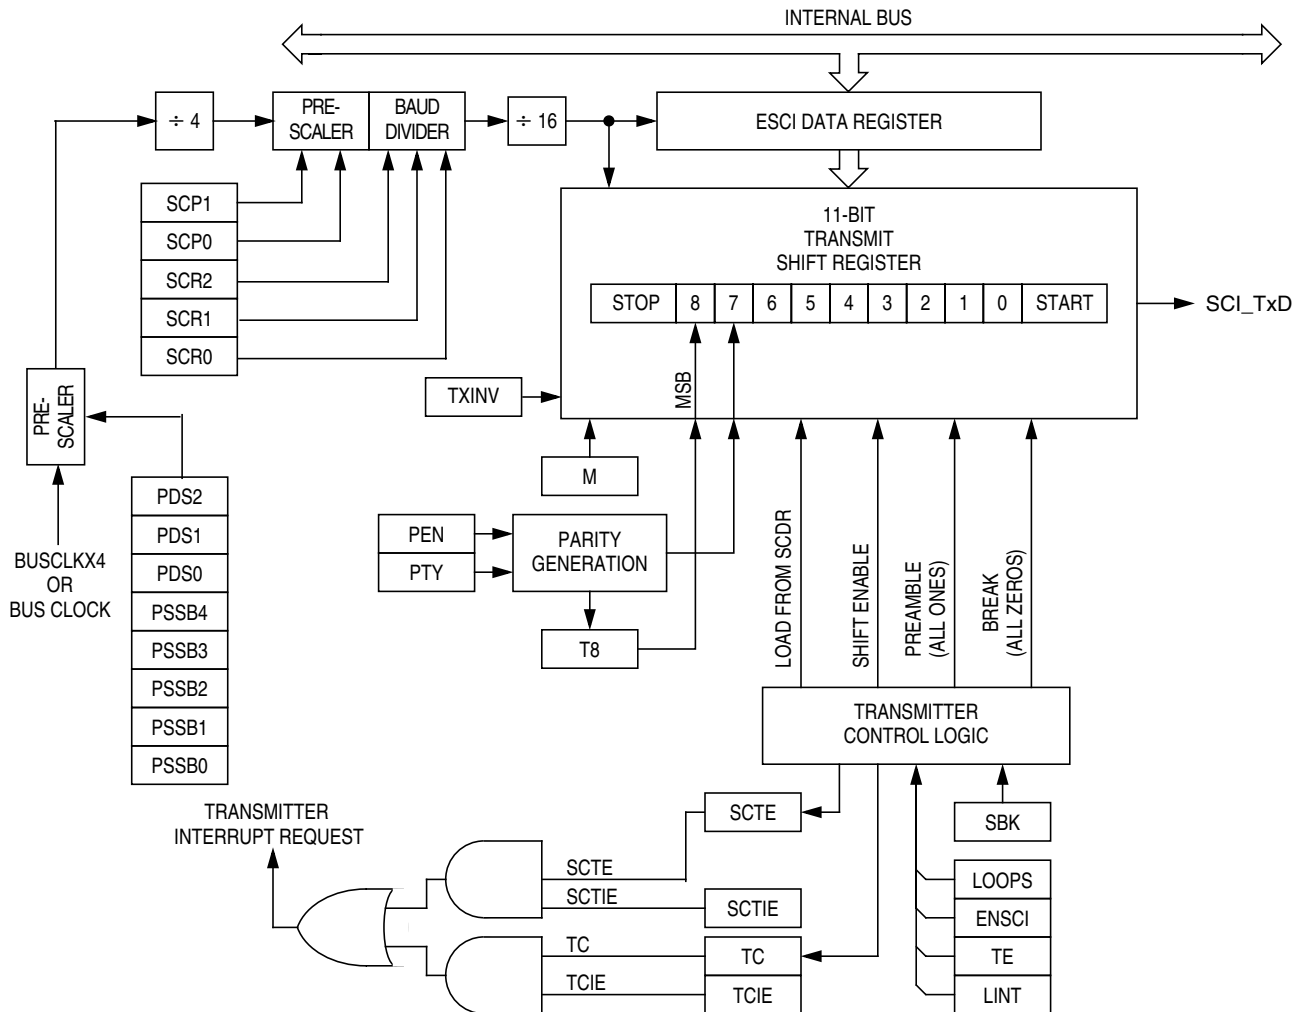 INTERNAL BUS
÷ 4
PRE-
SCALER
BAUD
DIVIDER
÷ 16
ESCI DATA REGISTER
SCP1
SCP0
SCR2
SCR1
SCR0
11-BIT
TRANSMIT
SHIFT REGISTER
STOP 8 7 6 5 4 3 2 1 0 START
SCI_TxD
PRE-
SCALER
TXINV
MSB
M
BUSCLKX4
OR
BUS CLOCK
PDS2
PDS1
PDS0
PSSB4
PSSB3
PSSB2
PSSB1
PSSB0
PEN
PTY
PARITY
GENERATION
T8
LOAD FROM SCDR
SHIFT ENABLE
PREAMBLE
(ALL ONES)
BREAK
(ALL ZEROS)
TRANSMITTER
CONTROL LOGIC
TRANSMITTER
INTERRUPT REQUEST
SCTE
SBK
SCTE
SCTIE
SCTIE
TC
TC
TCIE
TCIE
LOOPS
ENSCI
TE
LINT